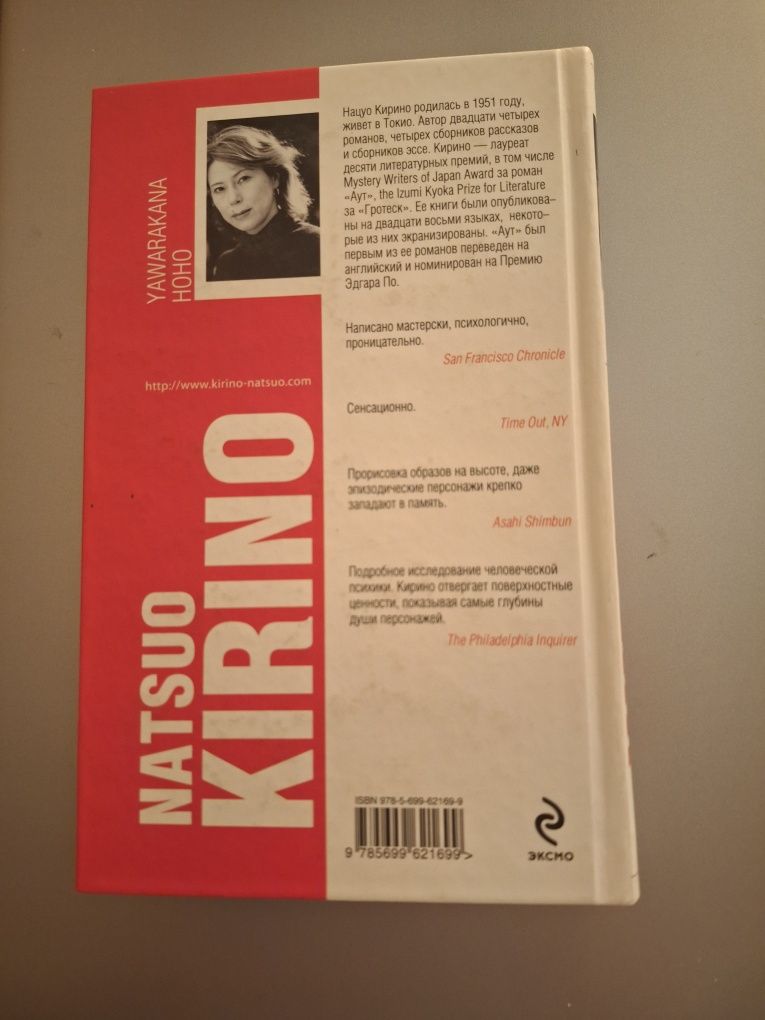 YAWARAKANA
HOHO
http://www.kirino-natsuo.com
NATSUO
KIRINO
Нацуо Кирино родилась в 1951 году,
живет в Токио. Автор двадцати четырех
романов, четырех сборников рассказов
и сборников эссе. Кирино — лауреат
десяти литературных премий, в том числе
Mystery Writers of Japan Award за роман
«Аут», the Izumi Kyoka Prize for Literature
за «Гротеск». Ее книги были опубликова–
ны на двадцати восьми языках, некото–
рые из них экранизированы. «Аут» был
первым из ее романов переведен на
английский и номинирован на Премию
Эдгара По.
Написано мастерски, психологично,
проницательно.
San Francisco Chronicle
Сенсационно.
Time Out, NY
Прорисовка образов на высоте, даже
эпизодические персонажи крепко
западают в память.
Asahi Shimbun
Подробное исследование человеческой
психики. Кирино отвергает поверхностные
ценности, показывая самые глубины
души персонажей.
The Philadelphia Inquirer
ISBN 978-5-699-62169-9
9 785699 621699 >
ЭКСМО